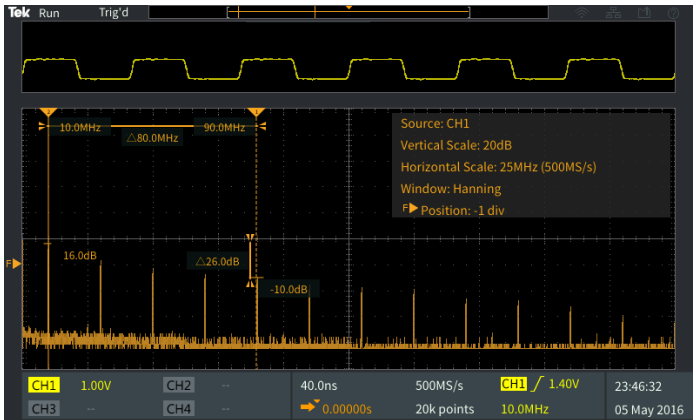 Tek Run Trig'd
10.0MHz 90.0MHz
△80.0MHz
Source: CH1
Vertical Scale: 20dB
Horizontal Scale: 25MHz (500MS/s)
Window: Hanning
F Position: -1 div
16.0dB
△26.0dB
F
-10.0dB
CH1 1.00V CH2 -- 40.0ns 500MS/s CH1 1.40V 23:46:32
CH3 -- CH4 -- 0.00000s 20k points 10.0MHz 05 May 2016